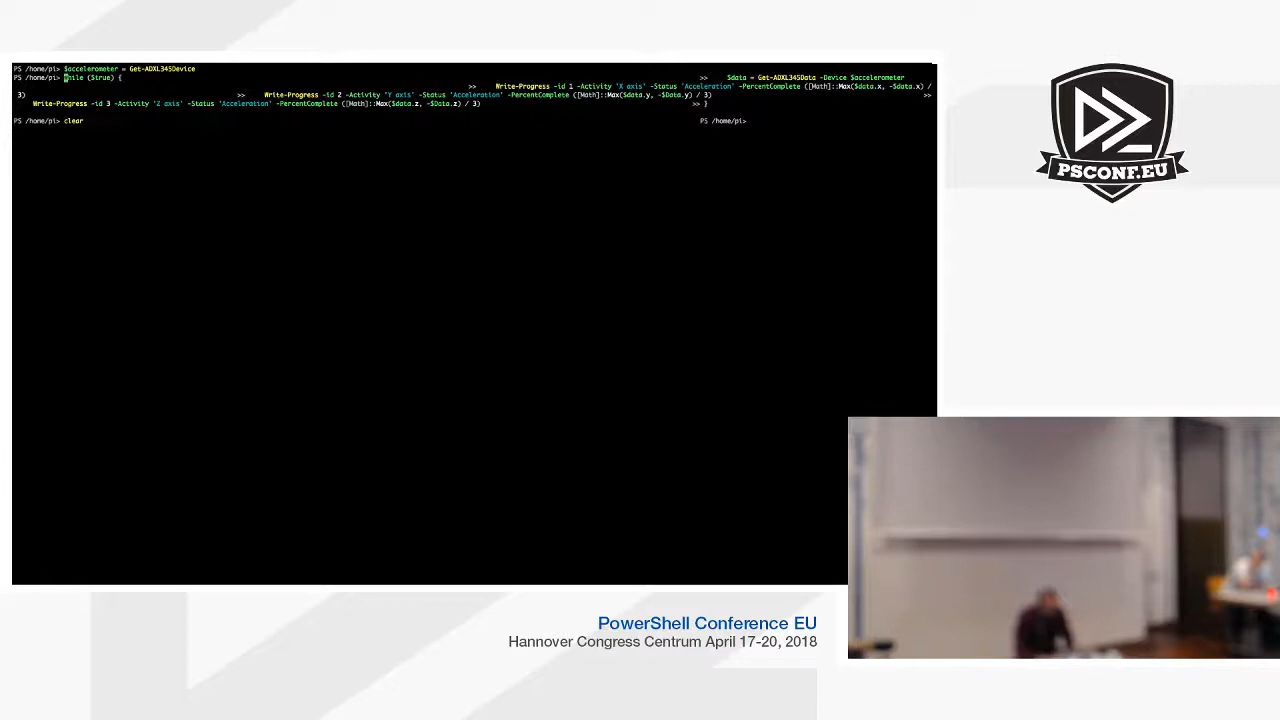 PS /home/pi> $accelerometer = Get-ADXL345Device
PS /home/pi> while ($true) {
>> $data = Get-ADXL345Data -Device $accelerometer
>> Write-Progress -id 1 -Activity 'X axis' -Status 'Acceleration' -PercentComplete ([Math]::Max($data.x, -$Data.x) /
3) >> Write-Progress -id 2 -Activity 'Y axis' -Status 'Acceleration' -PercentComplete ([Math]::Max($data.y, -$Data.y) / 3)
>>
Write-Progress -id 3 -Activity 'Z axis' -Status 'Acceleration' -PercentComplete ([Math]::Max($data.z, -$Data.z) / 3)
>> }
PS /home/pi> clear
PS /home/pi>
PSCONF.EU
PowerShell Conference EU
Hannover Congress Centrum April 17-20, 2018